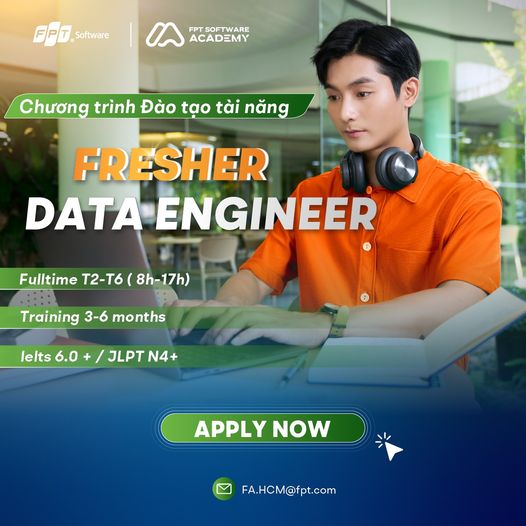 FPT Software
FPT SOFTWARE
ACADEMY
Chương trình Đào tạo tài năng
FRESHER
DATA ENGINEER
Fulltime T2-T6 ( 8h-17h)
Training 3-6 months
Ielts 6.0 + / JLPT N4+
APPLY NOW
FA.HCM@fpt.com